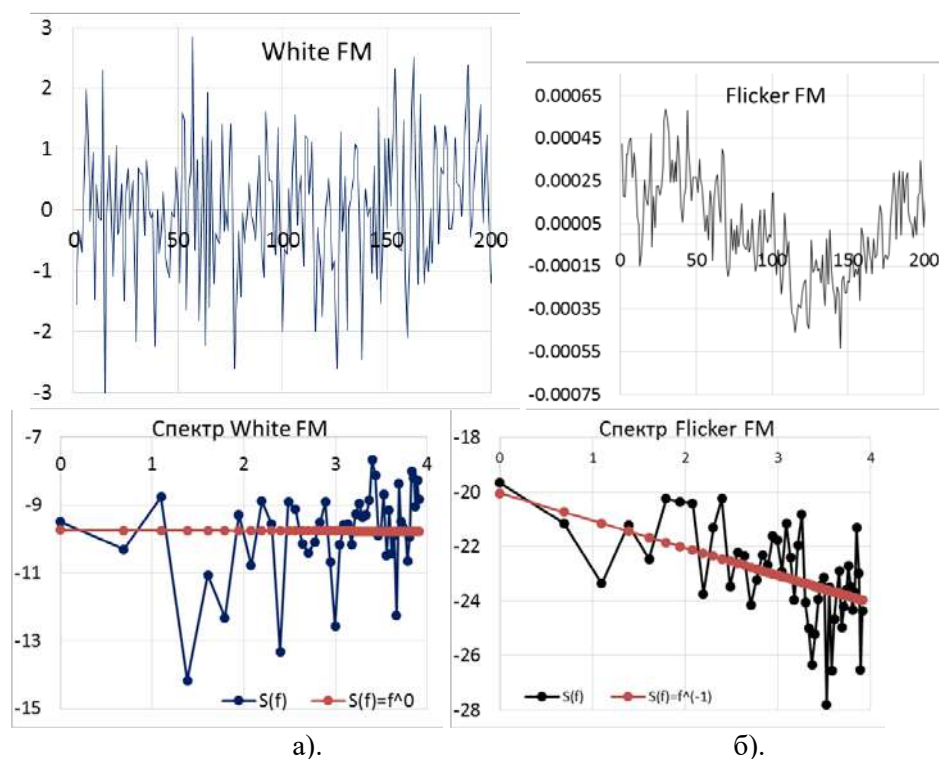 White FM
3
2
1
0
-1
-2
-3
0 50 100 150 200
Flicker FM
0.00065
0.00045
0.00025
0.00005
-0.00015
-0.00035
-0.00055
-0.00075
0 50 100 150 200
Спектр White FM
-7
-9
-11
-13
-15
0 1 2 3 4
S(f) S(f)=f^0
Спектр Flicker FM
-18
-20
-22
-24
-26
-28
0 1 2 3 4
S(f) S(f)=f^(-1)
а). б).